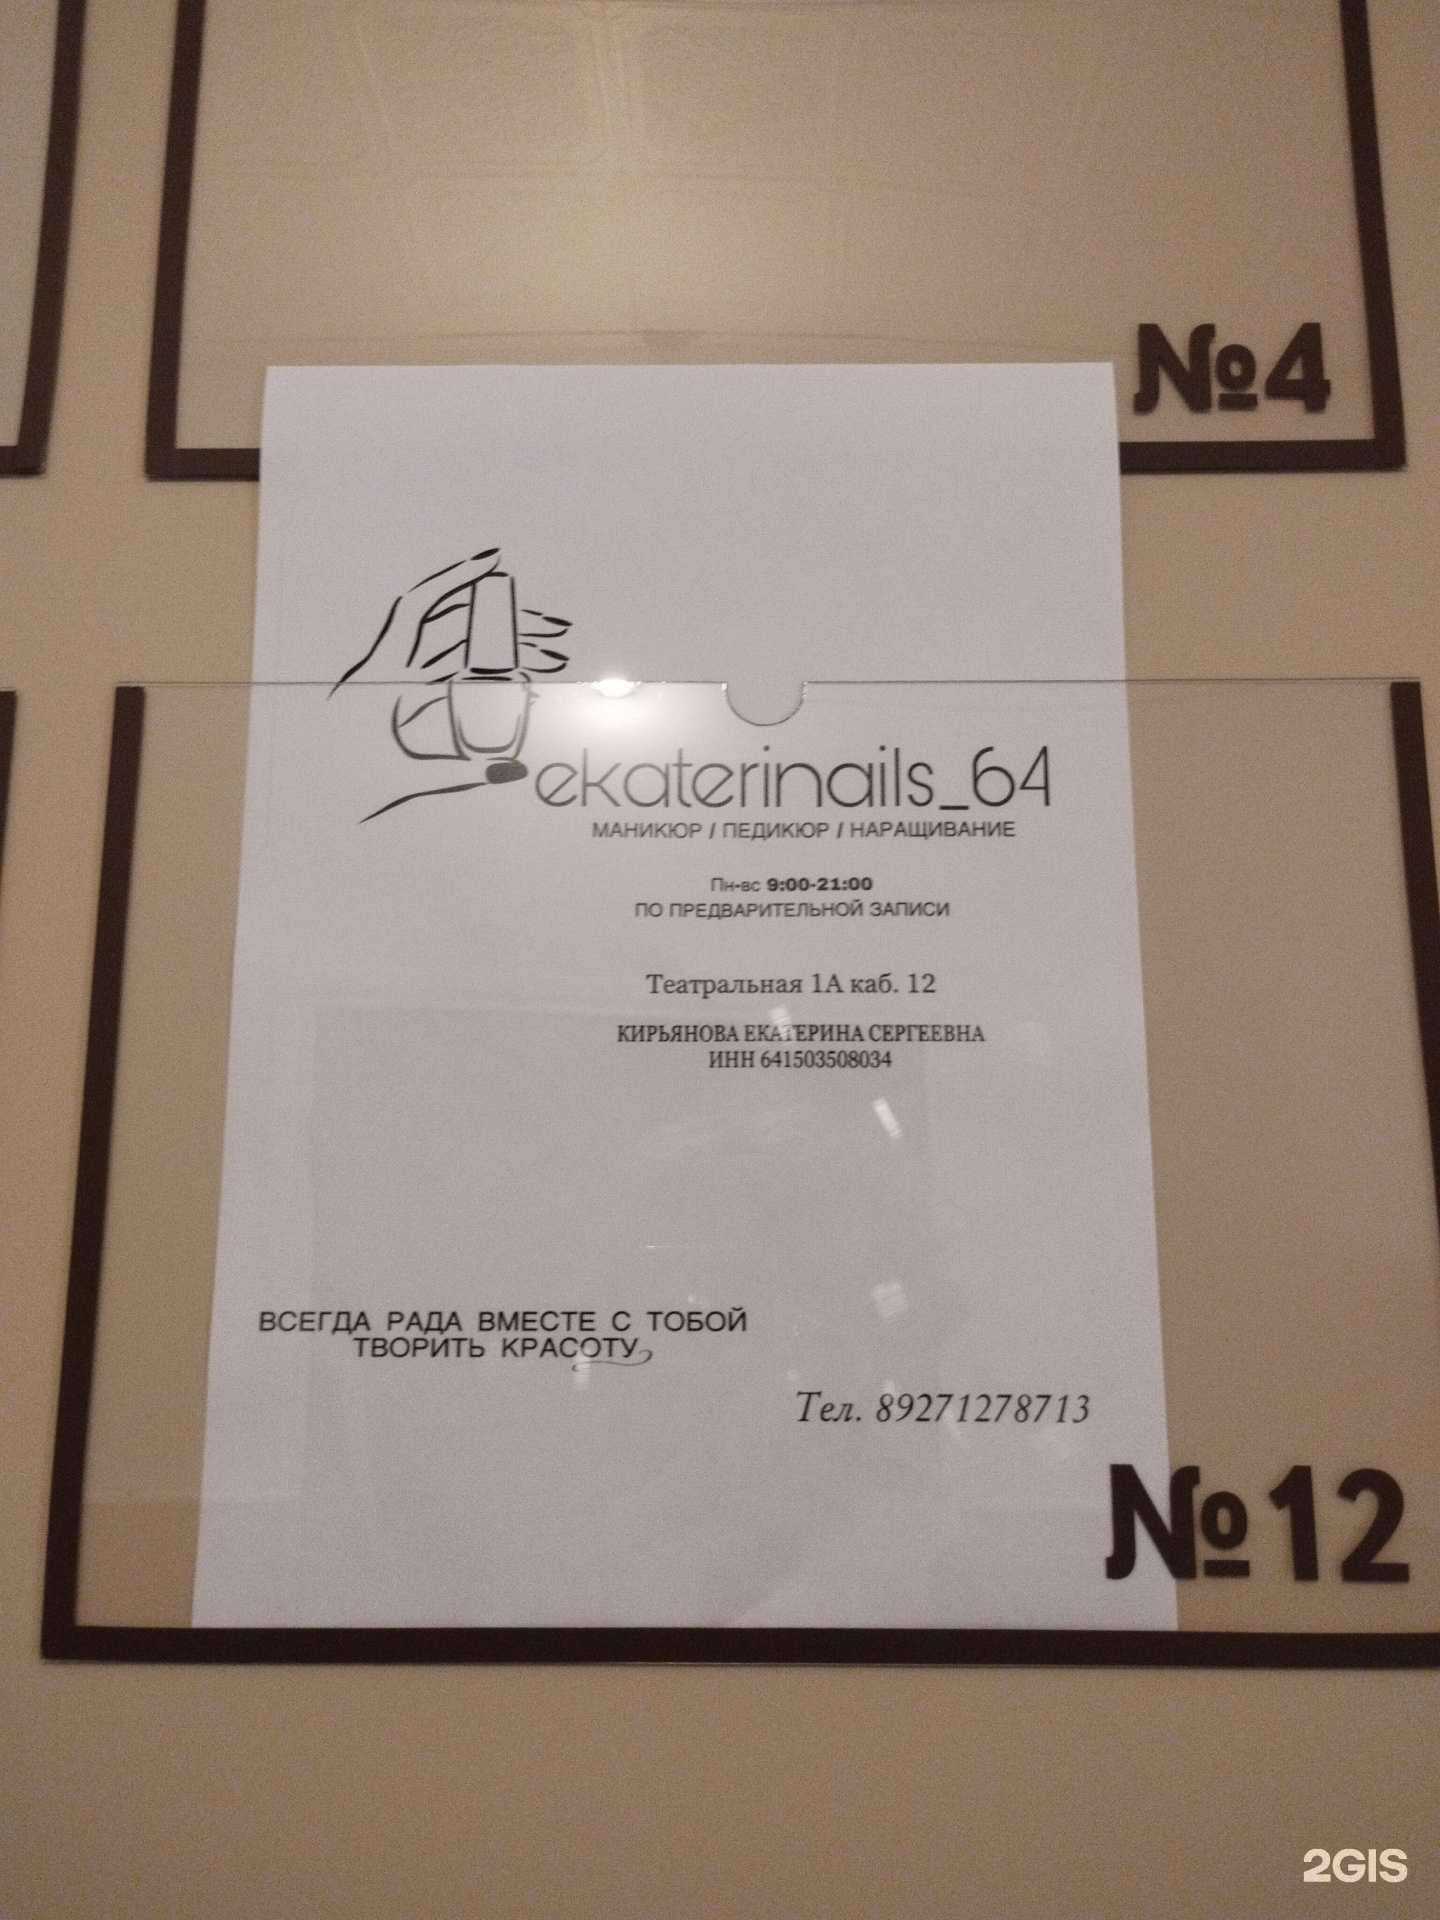 №4
ekaterinails_64
МАНИКЮР / ПЕДИКЮР / НАРАЩИВАНИЕ
Пн-вс 9:00-21:00
ПО ПРЕДВАРИТЕЛЬНОЙ ЗАПИСИ
Театральная 1А каб. 12
КИРЬЯНОВА ЕКАТЕРИНА СЕРГЕЕВНА
ИНН 641503508034
ВСЕГДА РАДА ВМЕСТЕ С ТОБОЙ
ТВОРИТЬ КРАСОТУ
Тел. 89271278713
№12
2GIS